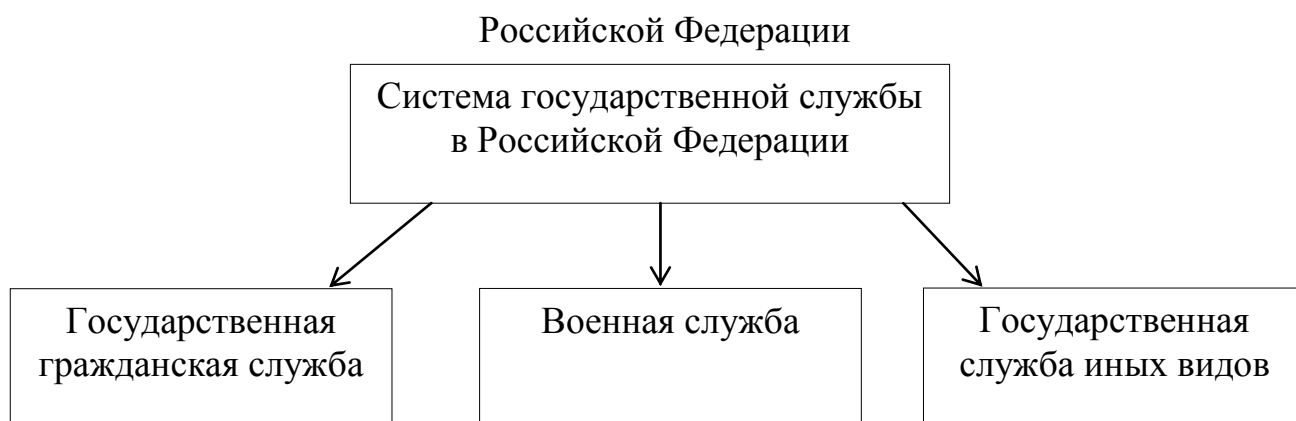 Российской Федерации
Система государственной службы
в Российской Федерации
Государственная
гражданская служба
Военная служба
Государственная
служба иных видов